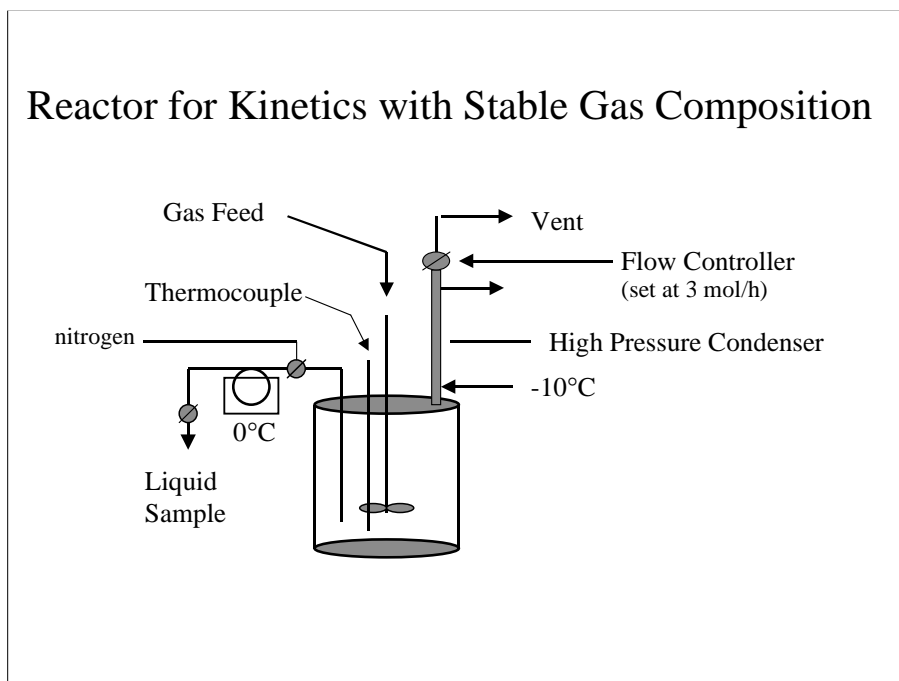 Reactor for Kinetics with Stable Gas Composition
Gas Feed
Vent
Flow Controller
(set at 3 mol/h)
Thermocouple
nitrogen
High Pressure Condenser
-10°C
0°C
Liquid
Sample